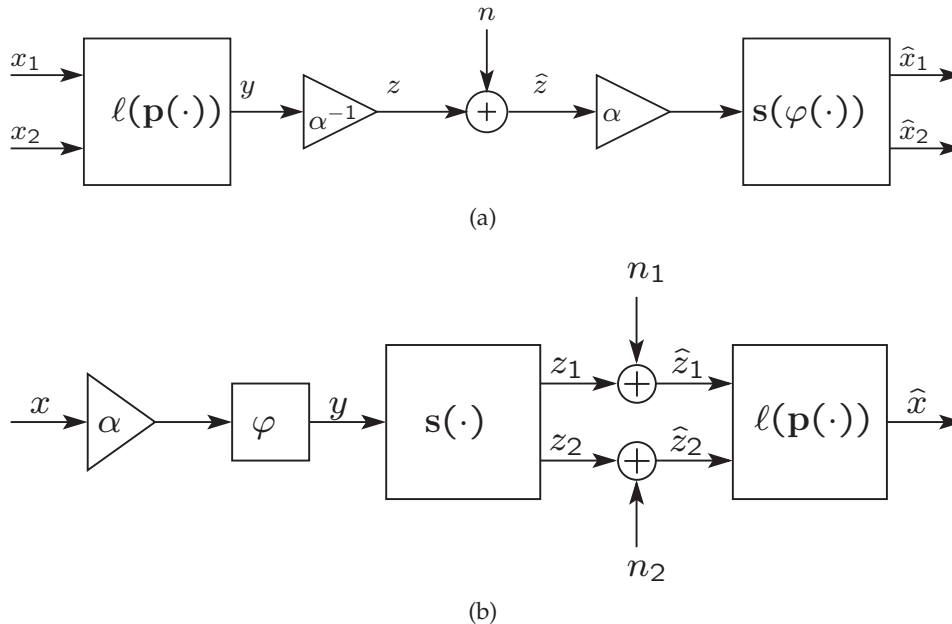 n
x₁
x₂
ℓ(p(·))
y
α⁻¹
z
+
ẑ
α
s(φ(·))
x̂₁
x̂₂
(a)
n₁
x
α
φ
y
s(·)
z₁
z₂
+
+
ẑ₁
ẑ₂
ℓ(p(·))
x̂
n₂
(b)